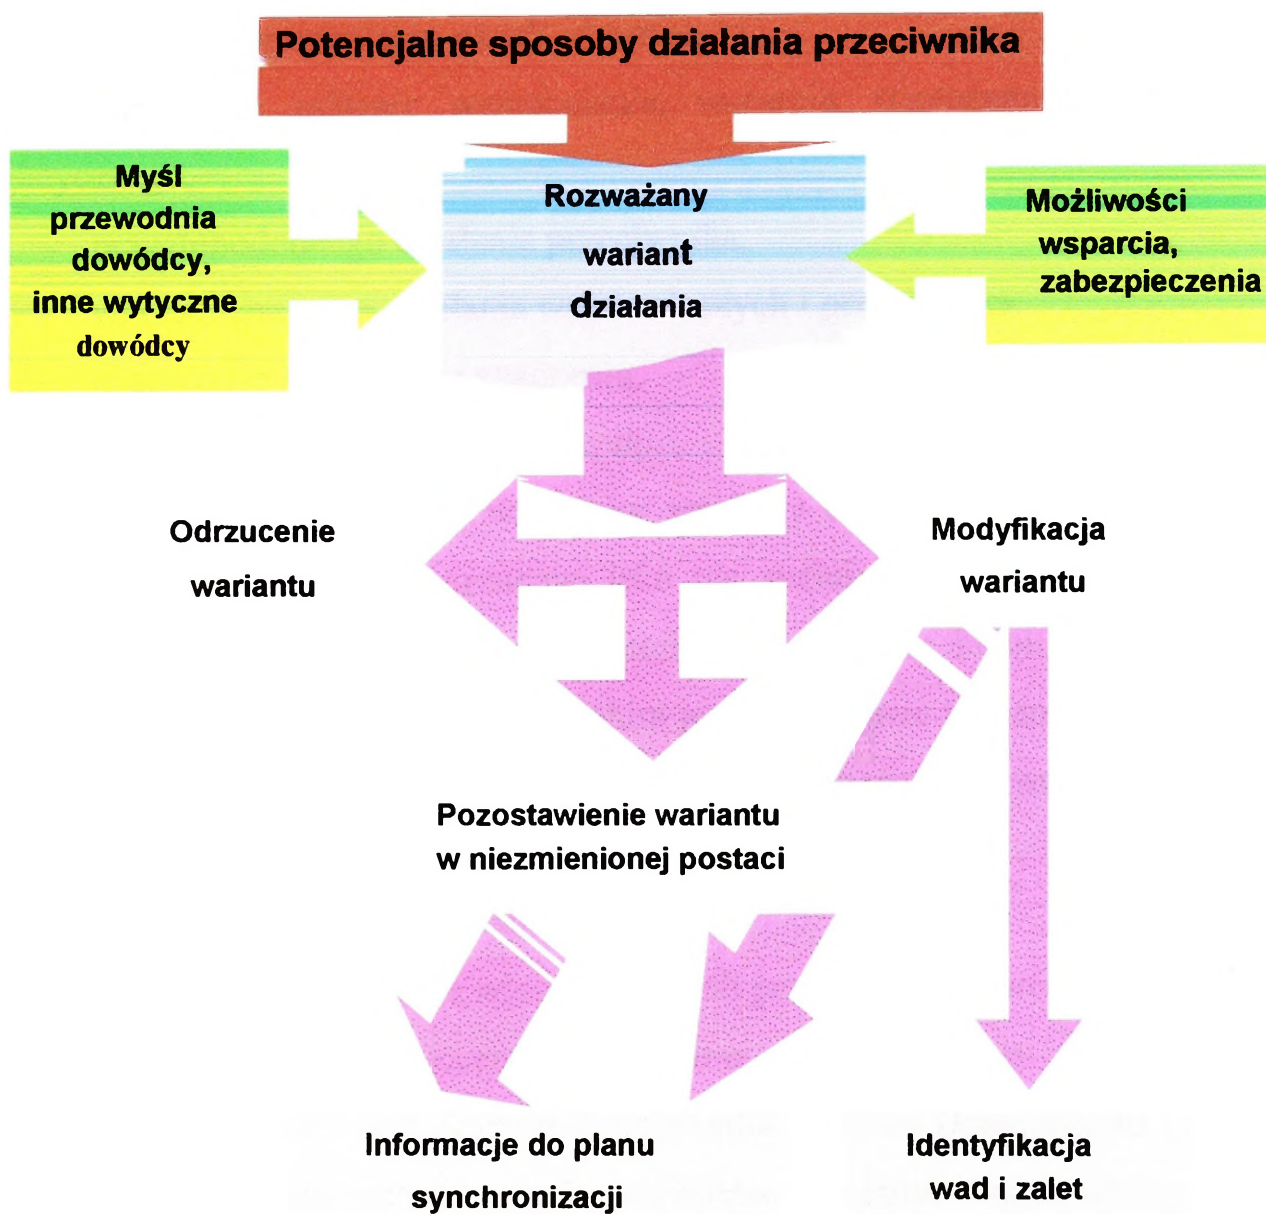 Potencjalne sposoby działania przeciwnika
Myśl
przewodnia
dowódcy,
inne wytyczne
dowódcy
Rozważany
wariant
działania
Możliwości
wsparcia,
zabezpieczenia
Odrzucenie
wariantu
Modyfikacja
wariantu
Pozostawienie wariantu
w niezmienionej postaci
Informacje do planu
synchronizacji
Identyfikacja
wad i zalet